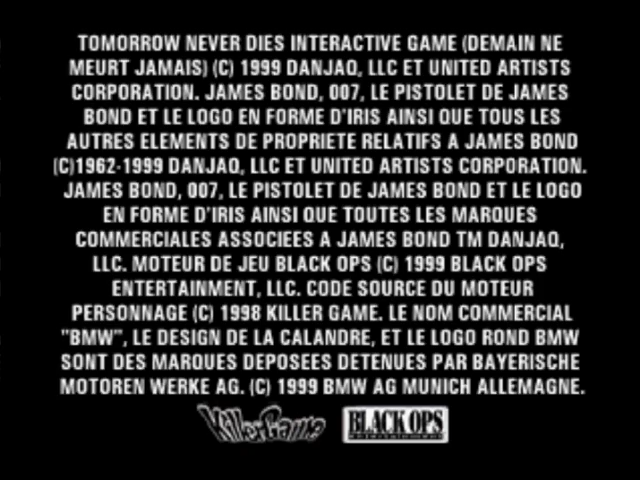 TOMORROW NEVER DIES INTERACTIVE GAME (DEMAIN NE
MEURT JAMAIS) (C) 1999 DANJAQ, LLC ET UNITED ARTISTS
CORPORATION. JAMES BOND, 007, LE PISTOLET DE JAMES
BOND ET LE LOGO EN FORME D'IRIS AINSI QUE TOUS LES
AUTRES ELEMENTS DE PROPRIETE RELATIFS A JAMES BOND
(C)1962-1999 DANJAQ, LLC ET UNITED ARTISTS CORPORATION.
JAMES BOND, 007, LE PISTOLET DE JAMES BOND ET LE LOGO
EN FORME D'IRIS AINSI QUE TOUTES LES MARQUES
COMMERCIALES ASSOCIEES A JAMES BOND TM DANJAQ,
LLC. MOTEUR DE JEU BLACK OPS (C) 1999 BLACK OPS
ENTERTAINMENT, LLC. CODE SOURCE DU MOTEUR
PERSONNAGE (C) 1998 KILLER GAME. LE NOM COMMERCIAL
"BMW", LE DESIGN DE LA CALANDRE, ET LE LOGO ROND BMW
SONT DES MARQUES DEPOSEES DETENUES PAR BAYERISCHE
MOTOREN WERKE AG. (C) 1999 BMW AG MUNICH ALLEMAGNE.
KillerGame BLACK OPS
entertainment